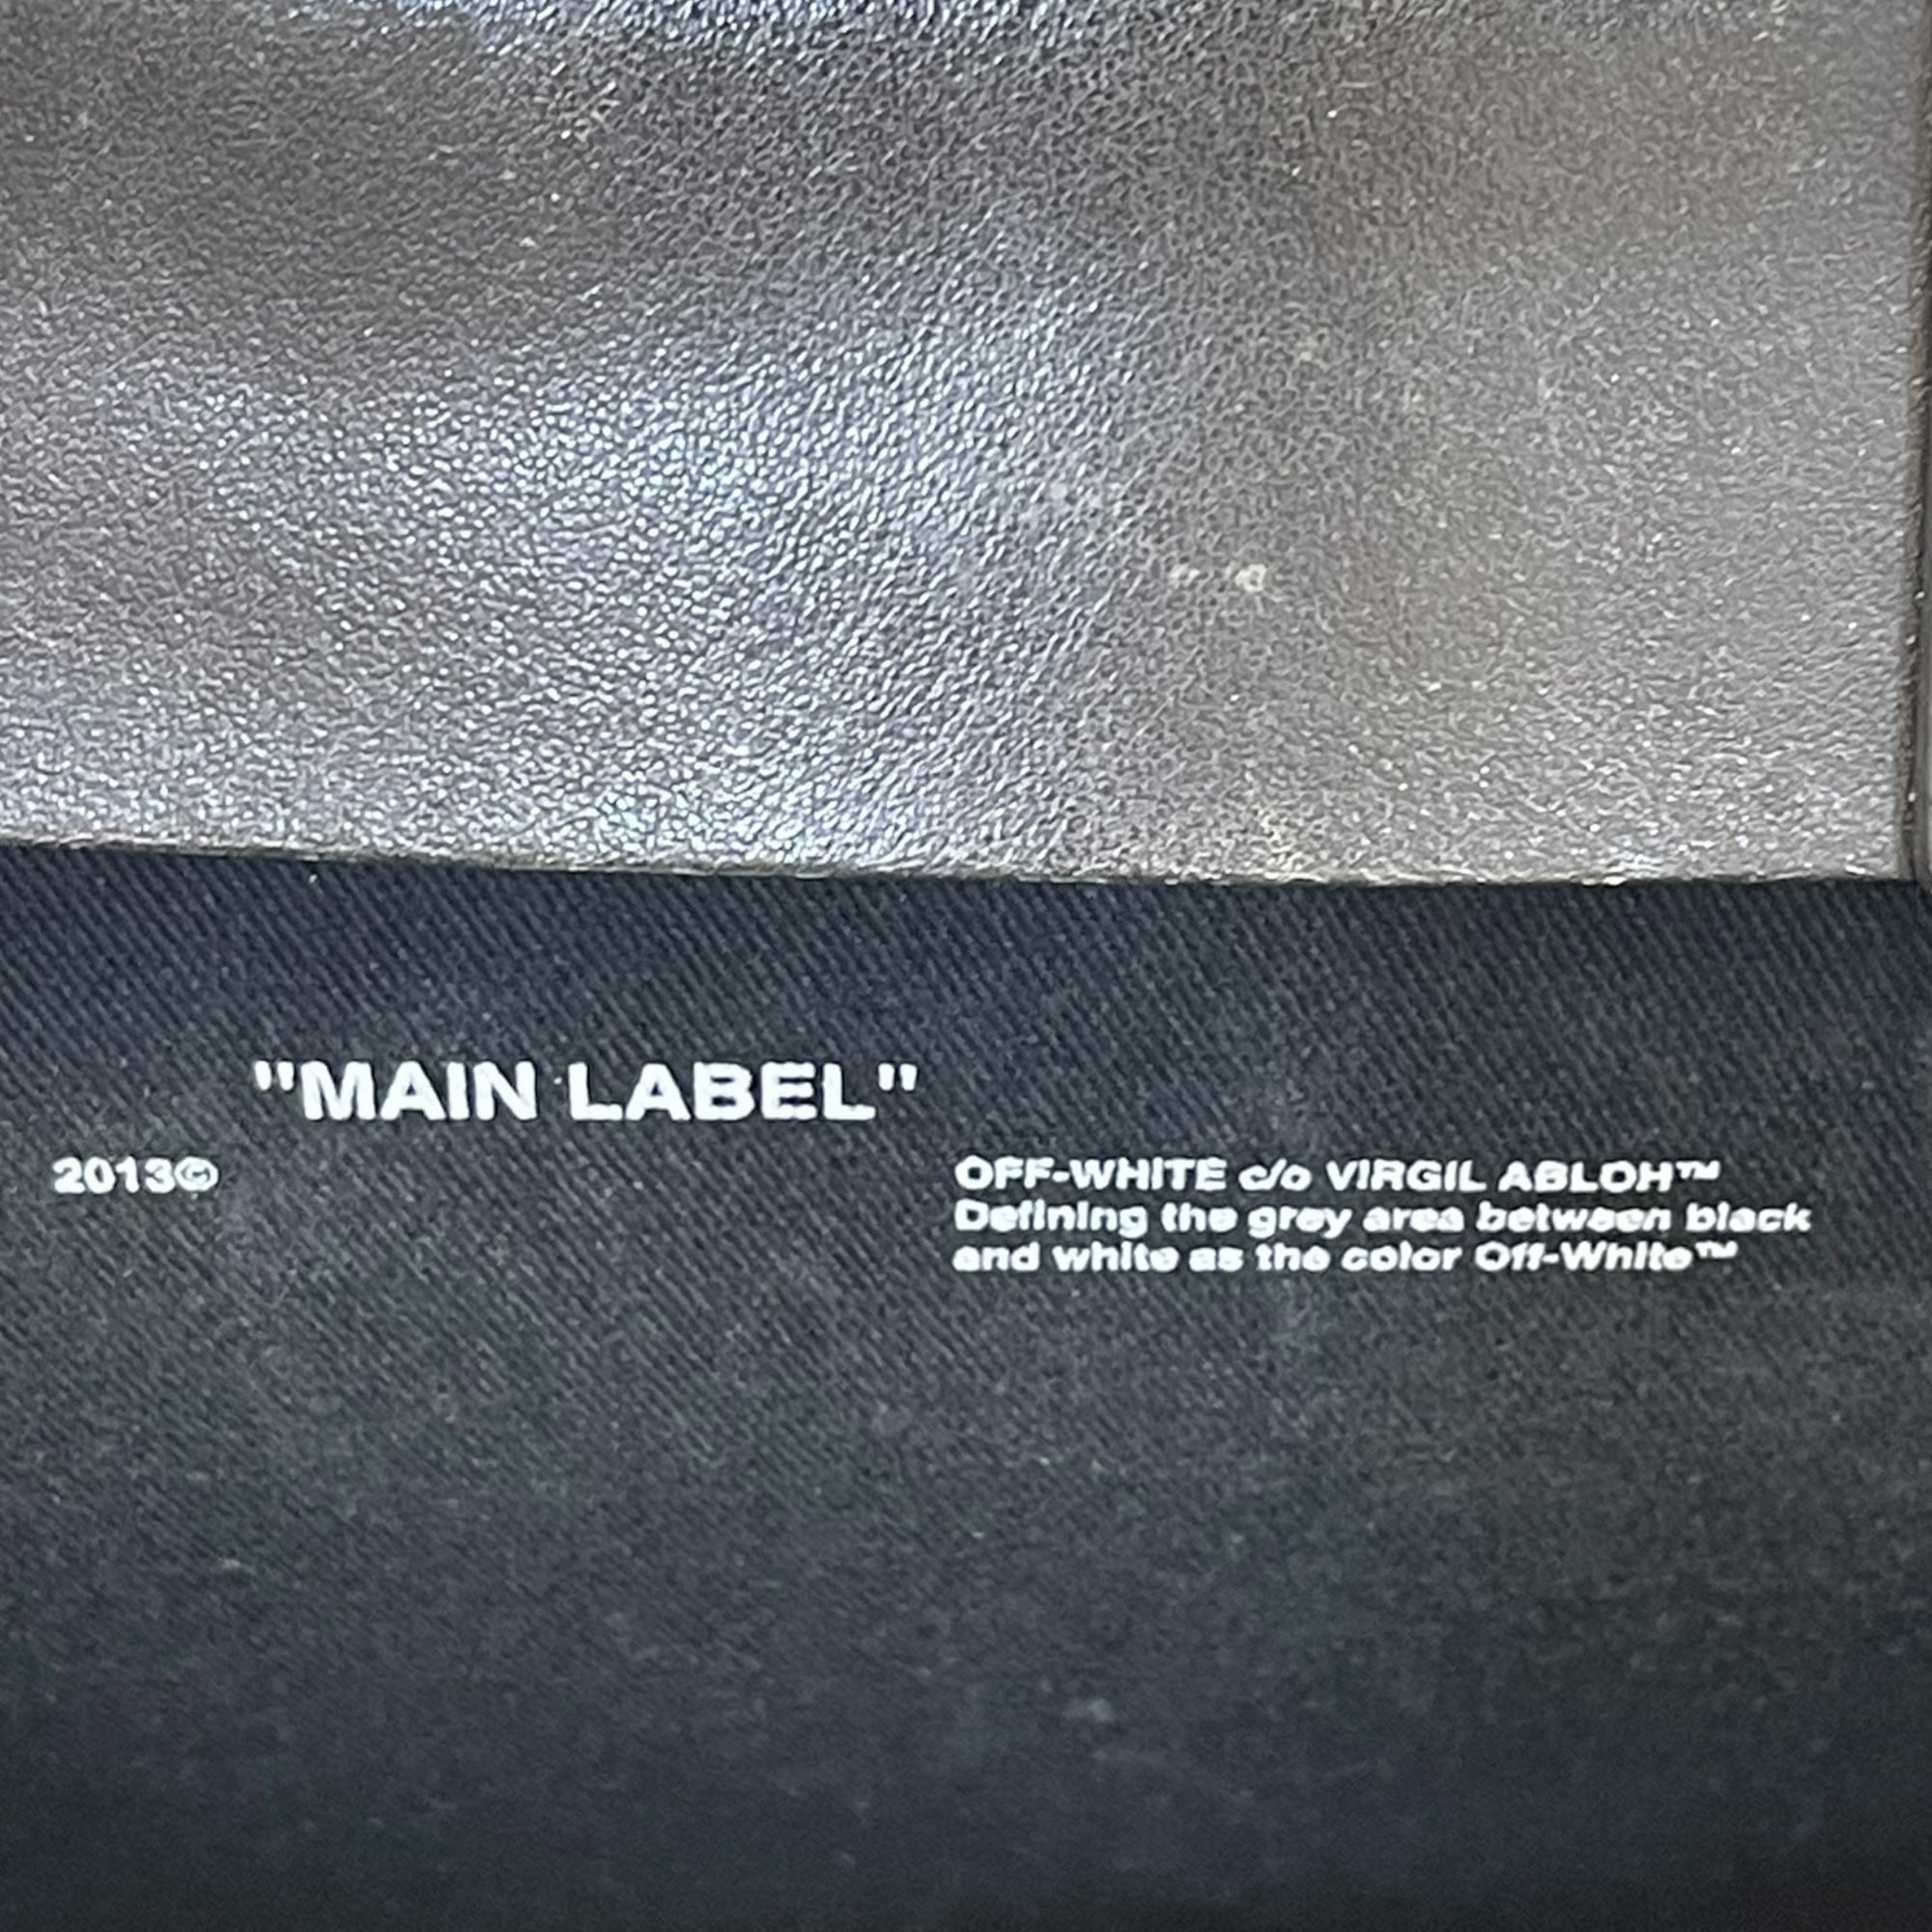 "MAIN LABEL"
2013© OFF-WHITE c/o VIRGIL ABLOH™
Defining the grey area between black
and white as the color Off-White™